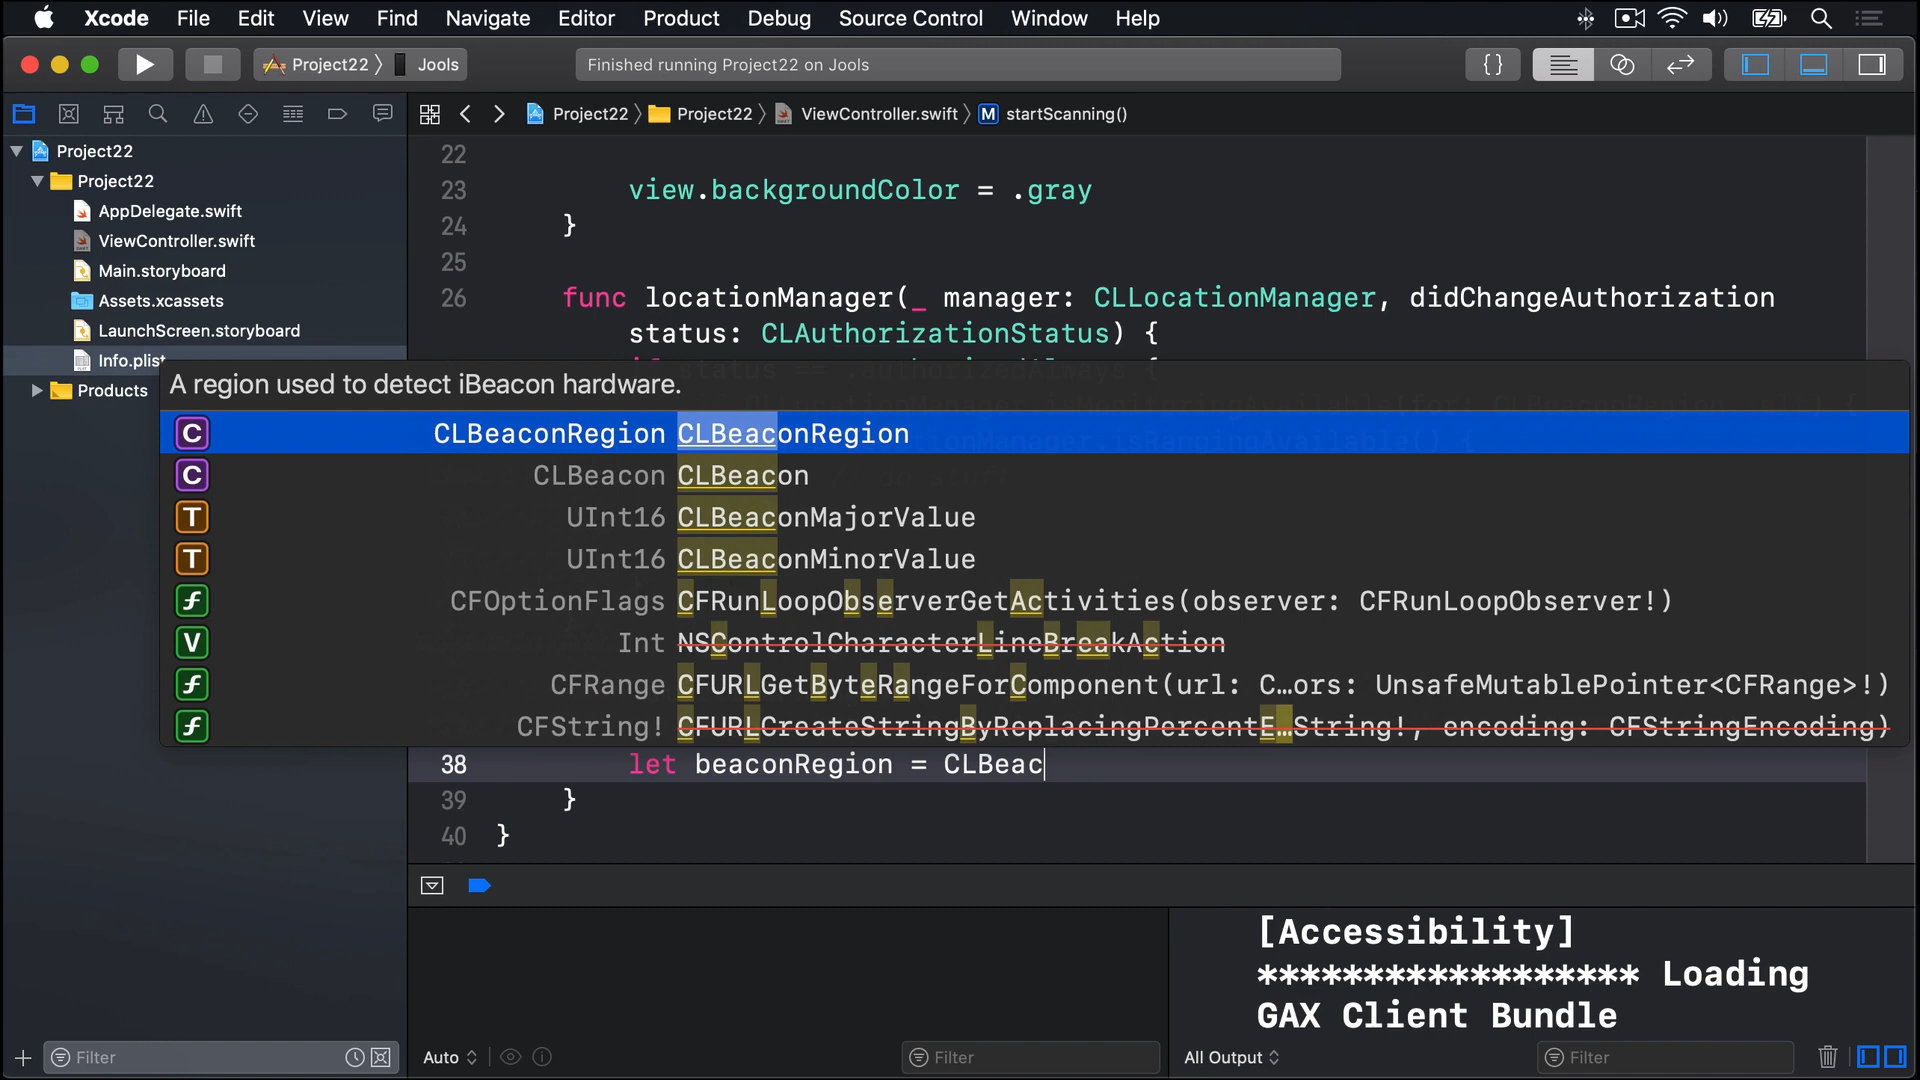 Xcode File Edit View Find Navigate Editor Product Debug Source Control Window Help
Project22 Jools
Finished running Project22 on Jools
{}
Project22 Project22 ViewController.swift M startScanning()
Project22
Project22
AppDelegate.swift
ViewController.swift
Main.storyboard
Assets.xcassets
LaunchScreen.storyboard
Info.plist
Products
22
23 view.backgroundColor = .gray
24 }
25
26 func locationManager(_ manager: CLLocationManager, didChangeAuthorization
status: CLAuthorizationStatus) {
if status == .authorizedAlways {
A region used to detect iBeacon hardware.
C CLBeaconRegion CLBeaconRegion
C CLBeacon CLBeacon
T UInt16 CLBeaconMajorValue
T UInt16 CLBeaconMinorValue
f CFOptionFlags CFRunLoopObserverGetActivities(observer: CFRunLoopObserver!)
V Int NSControlCharacterLineBreakAction
f CFRange CFURLGetByteRangeForComponent(url: C…ors: UnsafeMutablePointer<CFRange>!)
f CFString! CFURLCreateStringByReplacingPercentE…String!, encoding: CFStringEncoding)
38 let beaconRegion = CLBeac
39 }
40 }
[Accessibility]
****************** Loading
GAX Client Bundle
Filter
Auto
Filter
All Output
Filter